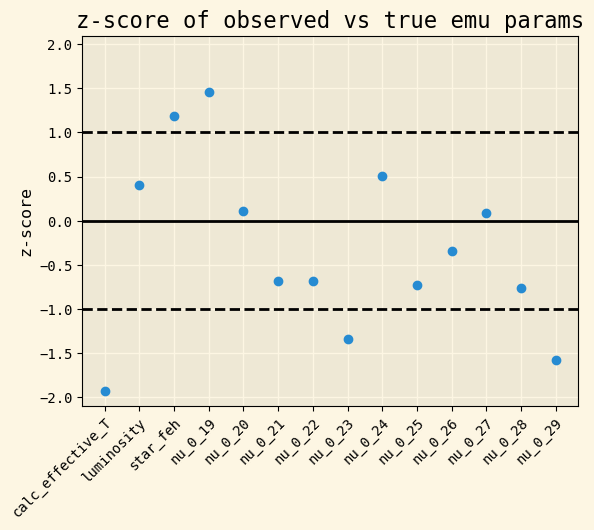 z-score of observed vs true emu params
z-score
2.0
1.5
1.0
0.5
0.0
−0.5
−1.0
−1.5
−2.0
calc_effective_T
luminosity
star_feh
nu_0_19
nu_0_20
nu_0_21
nu_0_22
nu_0_23
nu_0_24
nu_0_25
nu_0_26
nu_0_27
nu_0_28
nu_0_29